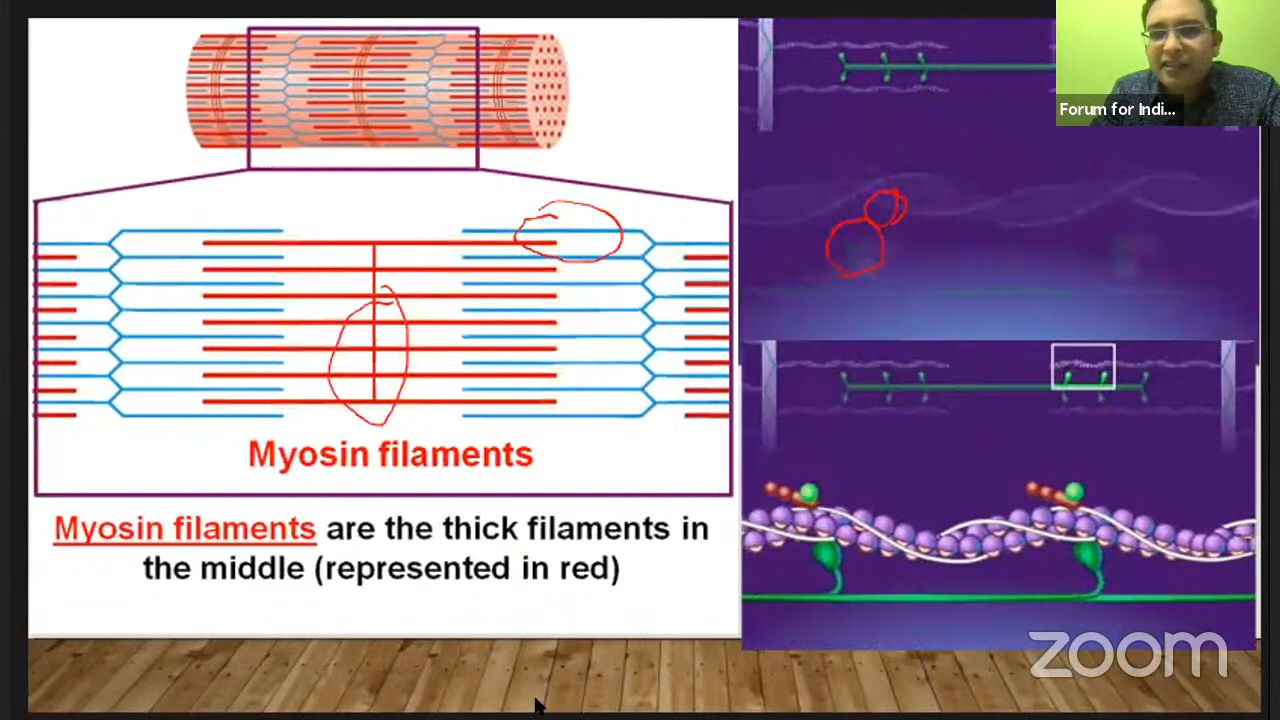 Forum for Indi...
Myosin filaments
Myosin filaments are the thick filaments in
the middle (represented in red)
zoom